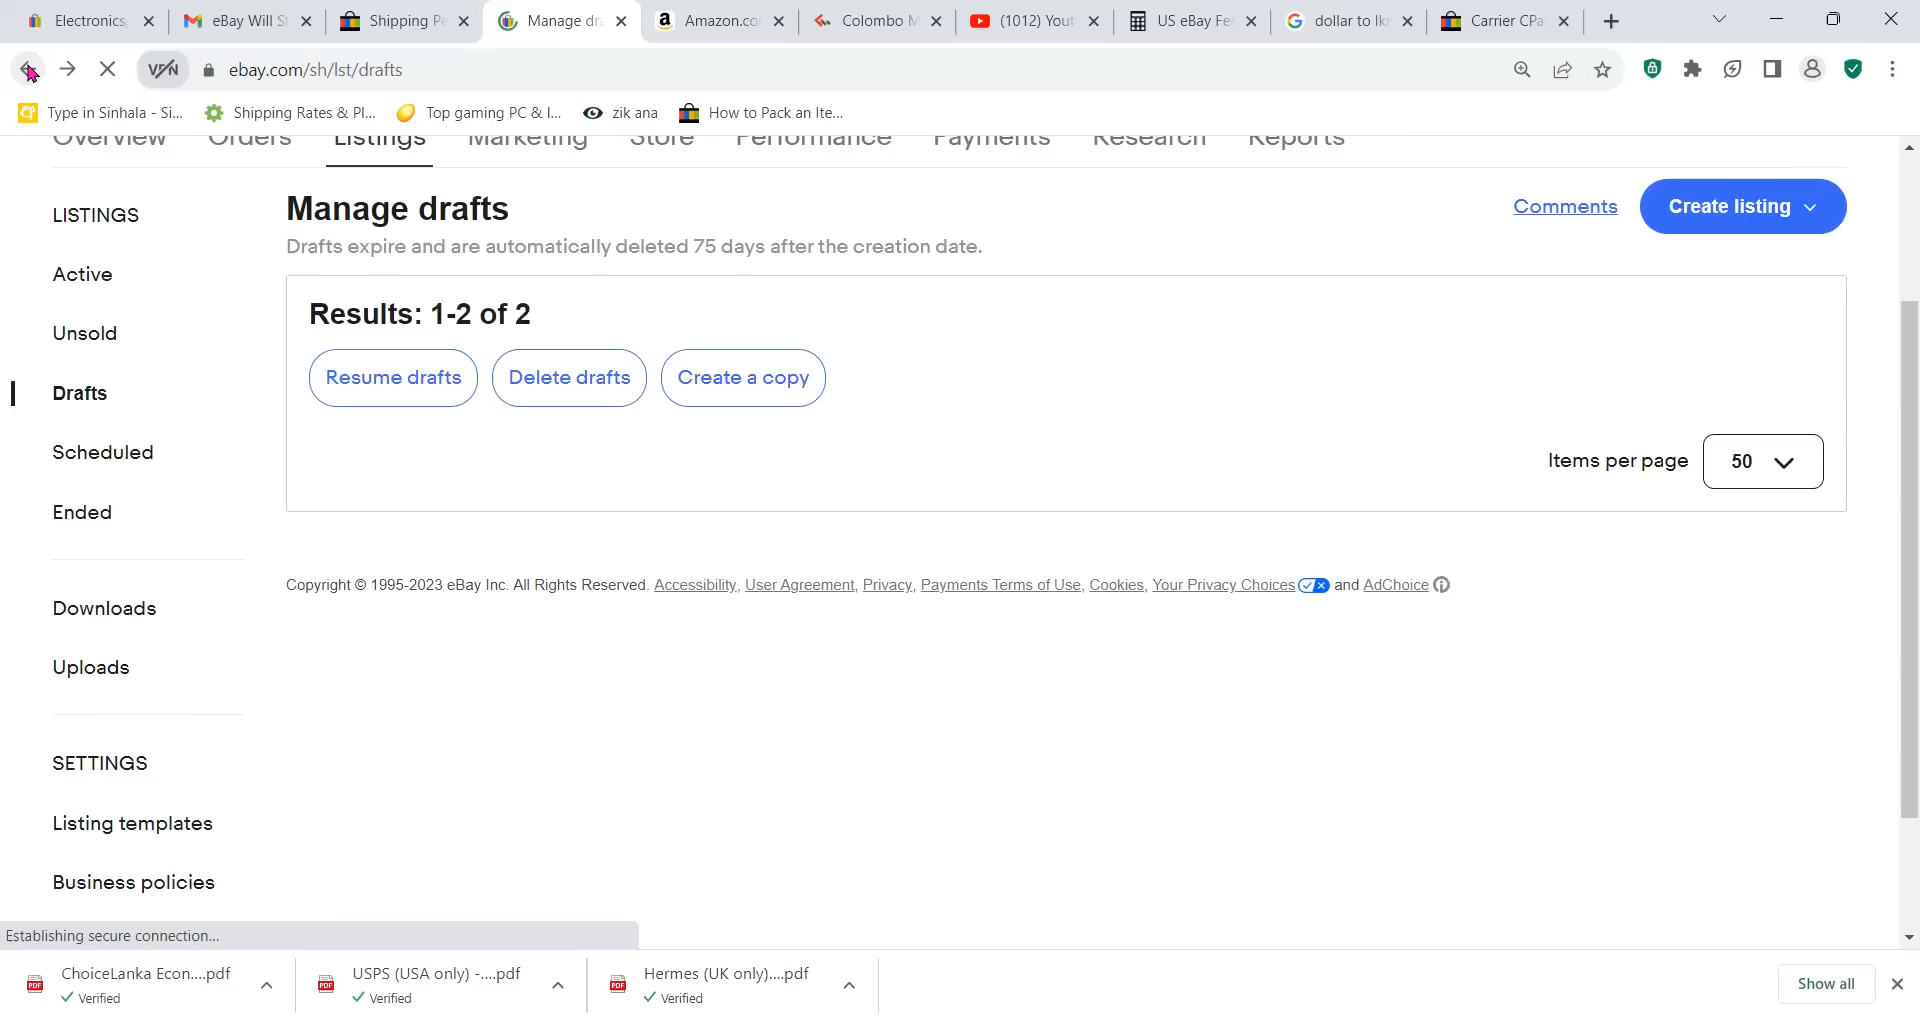 Electronics,
eBay Will S
Shipping Pe
Manage dra
Amazon.co
Colombo M
(1012) Yout
US eBay Fe
dollar to lk
Carrier CPa
ebay.com/sh/lst/drafts
Type in Sinhala - Si...
Shipping Rates & Pl...
Top gaming PC & l...
zik ana
How to Pack an Ite...
Overview
Orders
Listings
Marketing
Store
Performance
Payments
Research
Reports
LISTINGS
Active
Unsold
Drafts
Scheduled
Ended
Downloads
Uploads
SETTINGS
Listing templates
Business policies
Manage drafts
Comments
Create listing
Drafts expire and are automatically deleted 75 days after the creation date.
Results: 1-2 of 2
Resume drafts
Delete drafts
Create a copy
Items per page
50
Copyright © 1995-2023 eBay Inc. All Rights Reserved. Accessibility, User Agreement, Privacy, Payments Terms of Use, Cookies, Your Privacy Choices and AdChoice
Establishing secure connection...
ChoiceLanka Econ....pdf
Verified
USPS (USA only) -....pdf
Verified
Hermes (UK only)....pdf
Verified
Show all